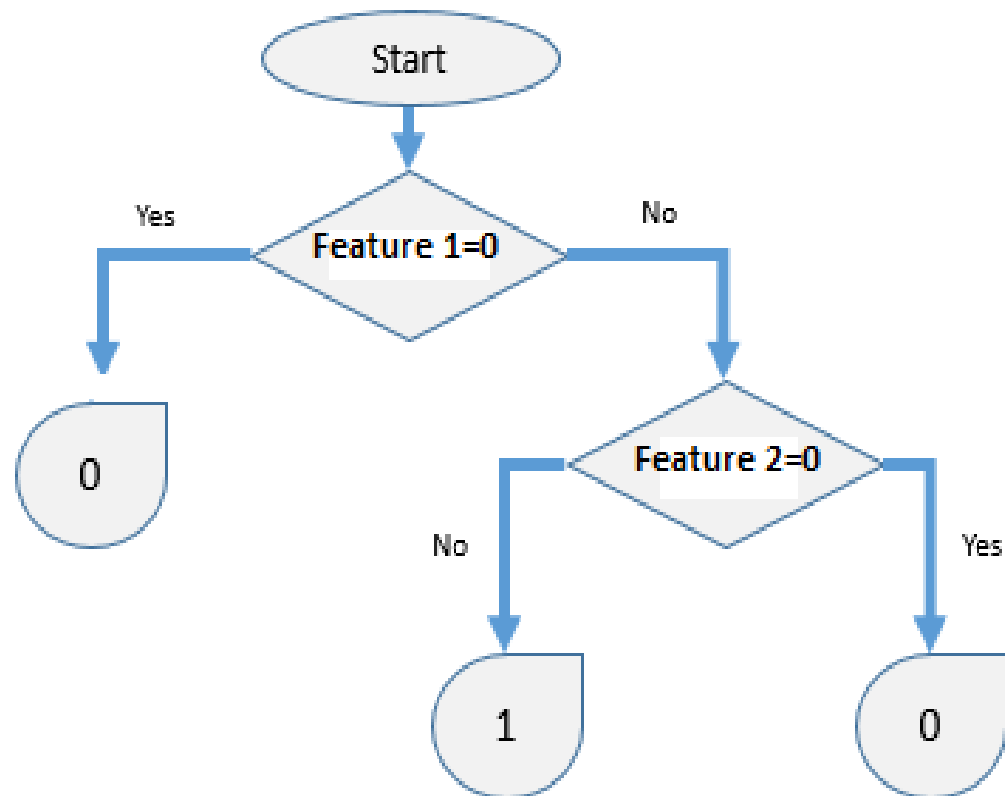 Start
Yes
No
Feature 1=0
0
Feature 2=0
No
Yes
1
0